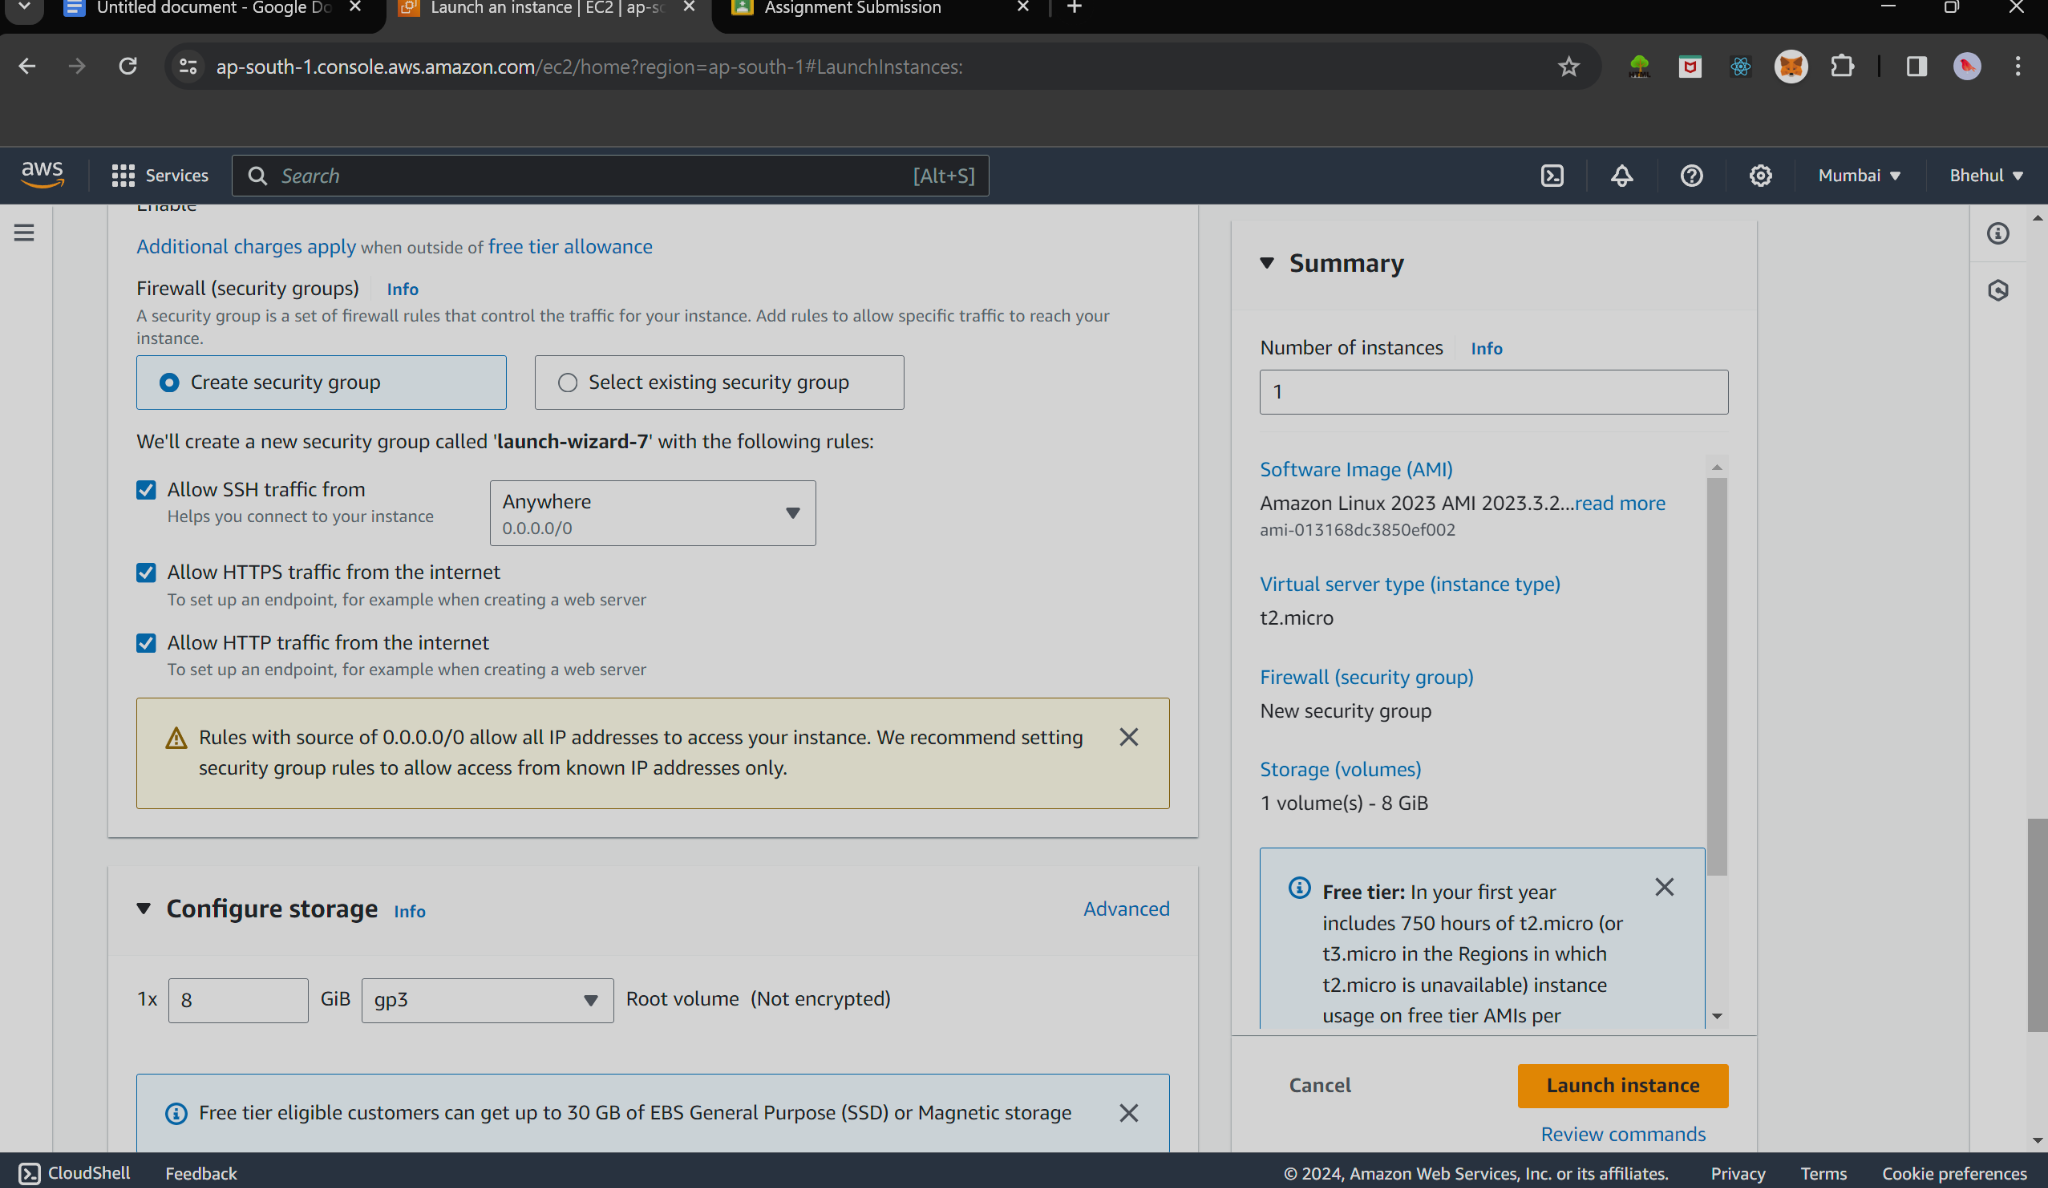 Untitled document - Google Do
Launch an instance | EC2 | ap-so
Assignment Submission
ap-south-1.console.aws.amazon.com/ec2/home?region=ap-south-1#LaunchInstances:
aws
Services
Search
[Alt+S]
Mumbai
Bhehul
Enable
Additional charges apply when outside of free tier allowance
Firewall (security groups)
Info
A security group is a set of firewall rules that control the traffic for your instance. Add rules to allow specific traffic to reach your
instance.
Create security group
Select existing security group
We'll create a new security group called 'launch-wizard-7' with the following rules:
Allow SSH traffic from
Helps you connect to your instance
Anywhere
0.0.0.0/0
Allow HTTPS traffic from the internet
To set up an endpoint, for example when creating a web server
Allow HTTP traffic from the internet
To set up an endpoint, for example when creating a web server
Rules with source of 0.0.0.0/0 allow all IP addresses to access your instance. We recommend setting
security group rules to allow access from known IP addresses only.
Configure storage
Info
Advanced
1x
8
GiB
gp3
Root volume (Not encrypted)
Free tier eligible customers can get up to 30 GB of EBS General Purpose (SSD) or Magnetic storage
Summary
Number of instances
Info
1
Software Image (AMI)
Amazon Linux 2023 AMI 2023.3.2...read more
ami-013168dc3850ef002
Virtual server type (instance type)
t2.micro
Firewall (security group)
New security group
Storage (volumes)
1 volume(s) - 8 GiB
Free tier: In your first year
includes 750 hours of t2.micro (or
t3.micro in the Regions in which
t2.micro is unavailable) instance
usage on free tier AMIs per
Cancel
Launch instance
Review commands
CloudShell
Feedback
© 2024, Amazon Web Services, Inc. or its affiliates.
Privacy
Terms
Cookie preferences